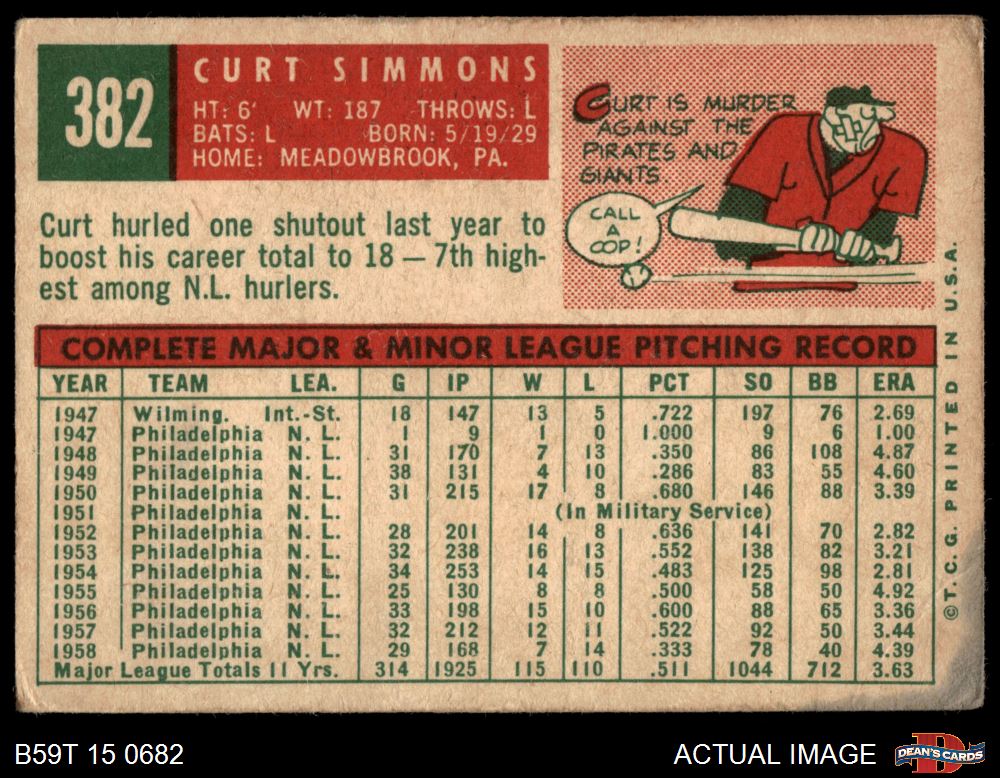 382
CURT SIMMONS
HT: 6' WT: 187 THROWS: L
BATS: L BORN: 5/19/29
HOME: MEADOWBROOK, PA.
CURT IS MURDER
AGAINST THE
PIRATES AND
GIANTS
CALL
A
COP!
Curt hurled one shutout last year to
boost his career total to 18 — 7th high-
est among N.L. hurlers.
COMPLETE MAJOR & MINOR LEAGUE PITCHING RECORD
YEAR TEAM LEA. G IP W L PCT SO BB ERA
1947 Wilming. Int.-St. 18 147 13 5 .722 197 76 2.69
1947 Philadelphia N. L. 1 9 1 0 1.000 9 6 1.00
1948 Philadelphia N. L. 31 170 7 13 .350 86 108 4.87
1949 Philadelphia N. L. 38 131 4 10 .286 83 55 4.60
1950 Philadelphia N. L. 31 215 17 8 .680 146 88 3.39
1951 Philadelphia N. L. (In Military Service)
1952 Philadelphia N. L. 28 201 14 8 .636 141 70 2.82
1953 Philadelphia N. L. 32 238 16 13 .552 138 82 3.21
1954 Philadelphia N. L. 34 253 14 15 .483 125 98 2.81
1955 Philadelphia N. L. 25 130 8 8 .500 58 50 4.92
1956 Philadelphia N. L. 33 198 15 10 .600 88 65 3.36
1957 Philadelphia N. L. 32 212 12 11 .522 92 50 3.44
1958 Philadelphia N. L. 29 168 7 14 .333 78 40 4.39
Major League Totals 11 Yrs. 314 1925 115 110 .511 1044 712 3.63
©T.C.G. PRINTED IN U.S.A.
B59T 15 0682
ACTUAL IMAGE
DEAN'S CARDS